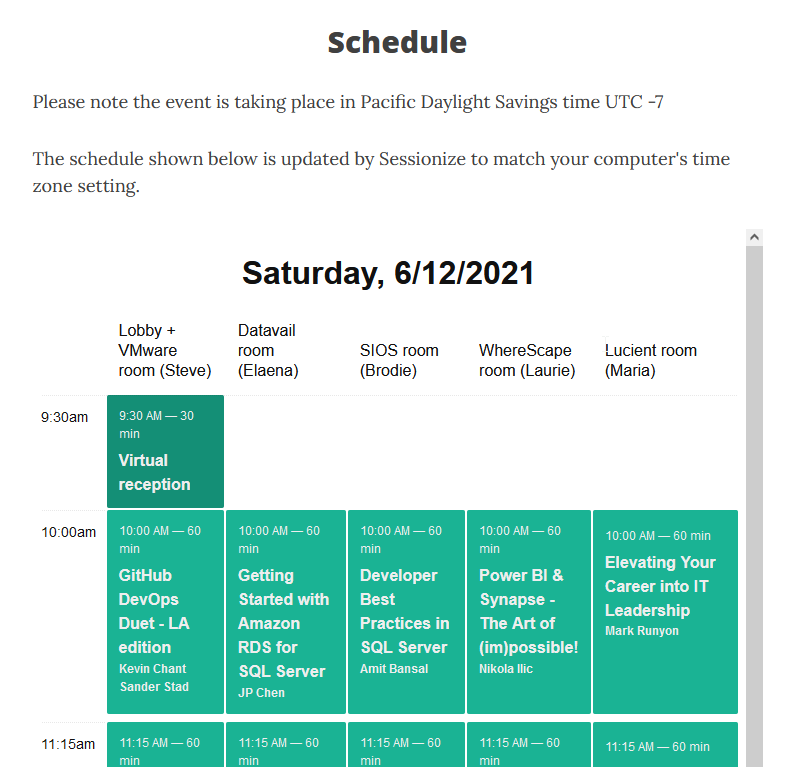 Schedule
Please note the event is taking place in Pacific Daylight Savings time UTC -7
The schedule shown below is updated by Sessionize to match your computer's time
zone setting.
Saturday, 6/12/2021
Lobby +
VMware
room (Steve)
Datavail
room
(Elaena)
SIOS room
(Brodie)
WhereScape
room (Laurie)
Lucient room
(Maria)
9:30am
9:30 AM — 30
min
Virtual
reception
10:00am
10:00 AM — 60
min
GitHub
DevOps
Duet - LA
edition
Kevin Chant
Sander Stad
10:00 AM — 60
min
Getting
Started with
Amazon
RDS for
SQL Server
JP Chen
10:00 AM — 60
min
Developer
Best
Practices in
SQL Server
Amit Bansal
10:00 AM — 60
min
Power BI &
Synapse -
The Art of
(im)possible!
Nikola Ilic
10:00 AM — 60 min
Elevating Your
Career into IT
Leadership
Mark Runyon
11:15am
11:15 AM — 60
min
11:15 AM — 60
min
11:15 AM — 60
min
11:15 AM — 60
min
11:15 AM — 60 min